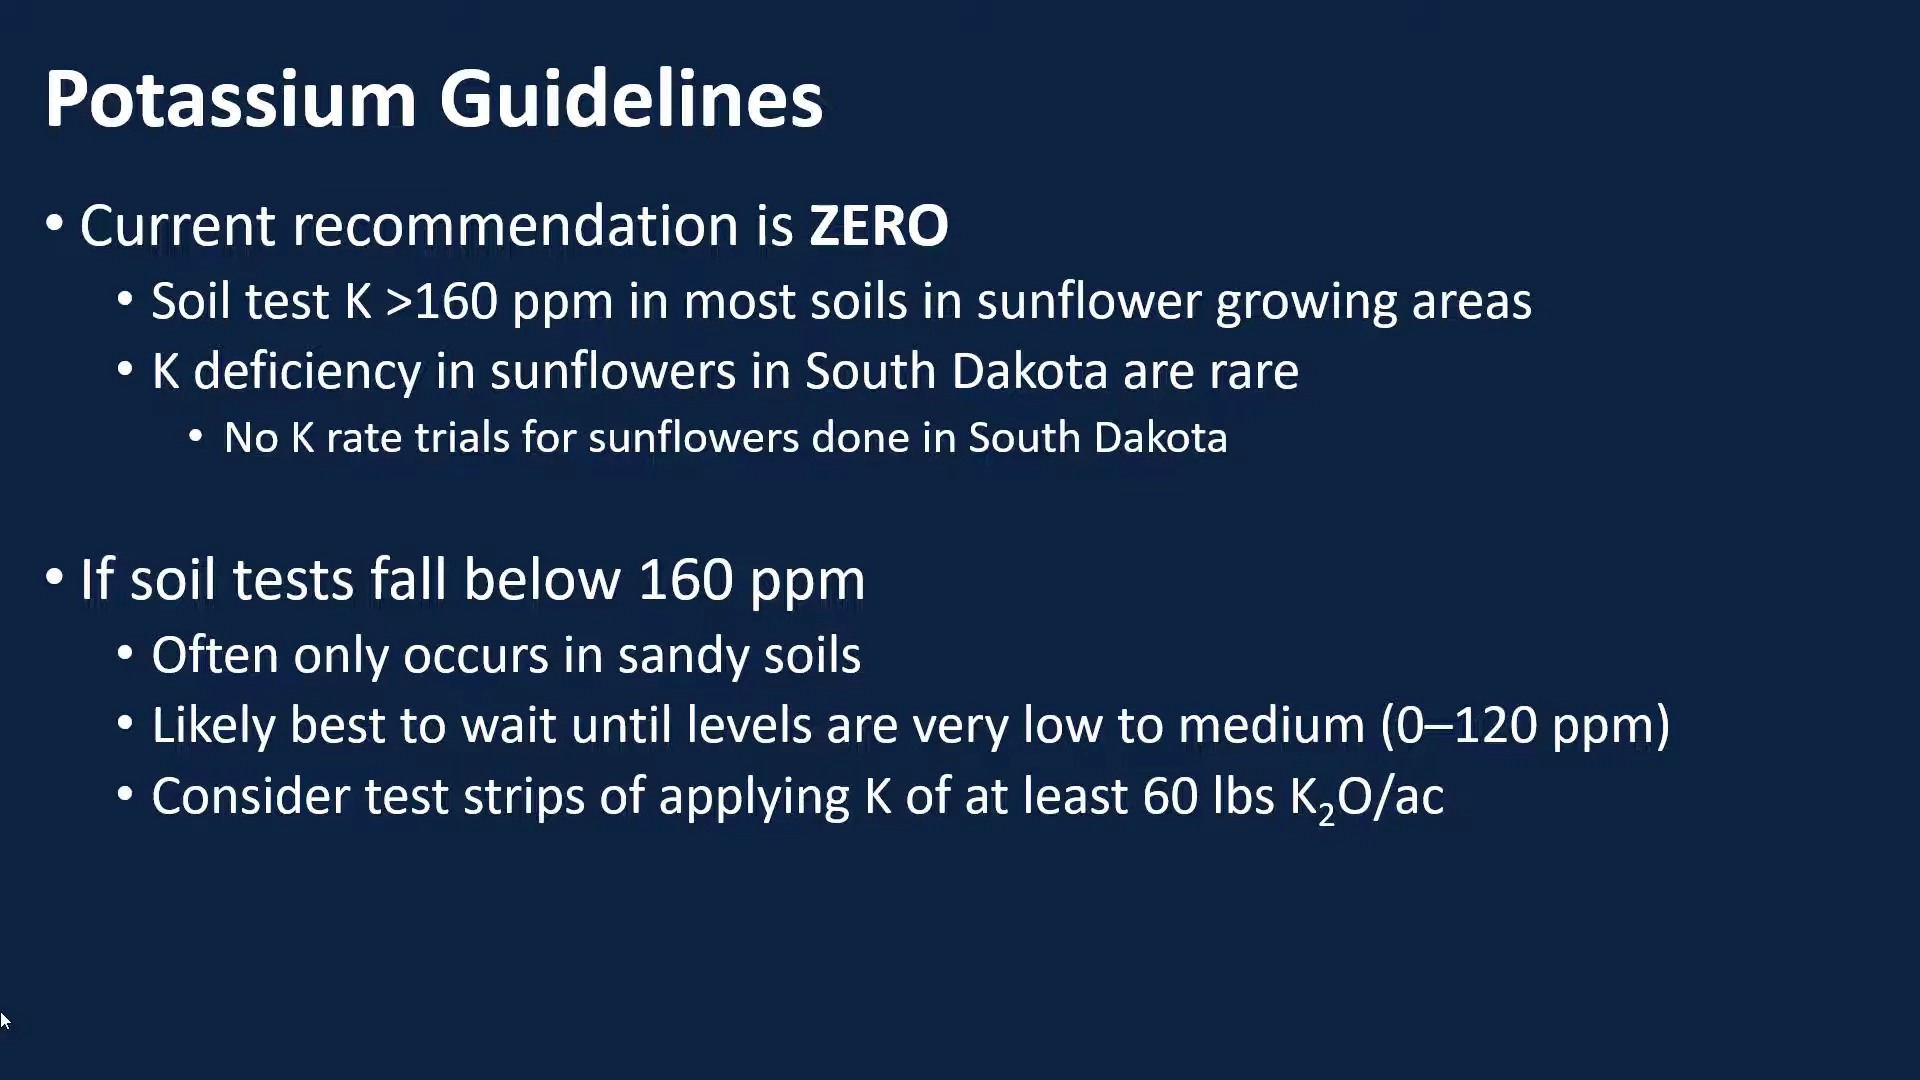 Potassium Guidelines
• Current recommendation is ZERO
• Soil test K >160 ppm in most soils in sunflower growing areas
• K deficiency in sunflowers in South Dakota are rare
• No K rate trials for sunflowers done in South Dakota
• If soil tests fall below 160 ppm
• Often only occurs in sandy soils
• Likely best to wait until levels are very low to medium (0–120 ppm)
• Consider test strips of applying K of at least 60 lbs K₂O/ac